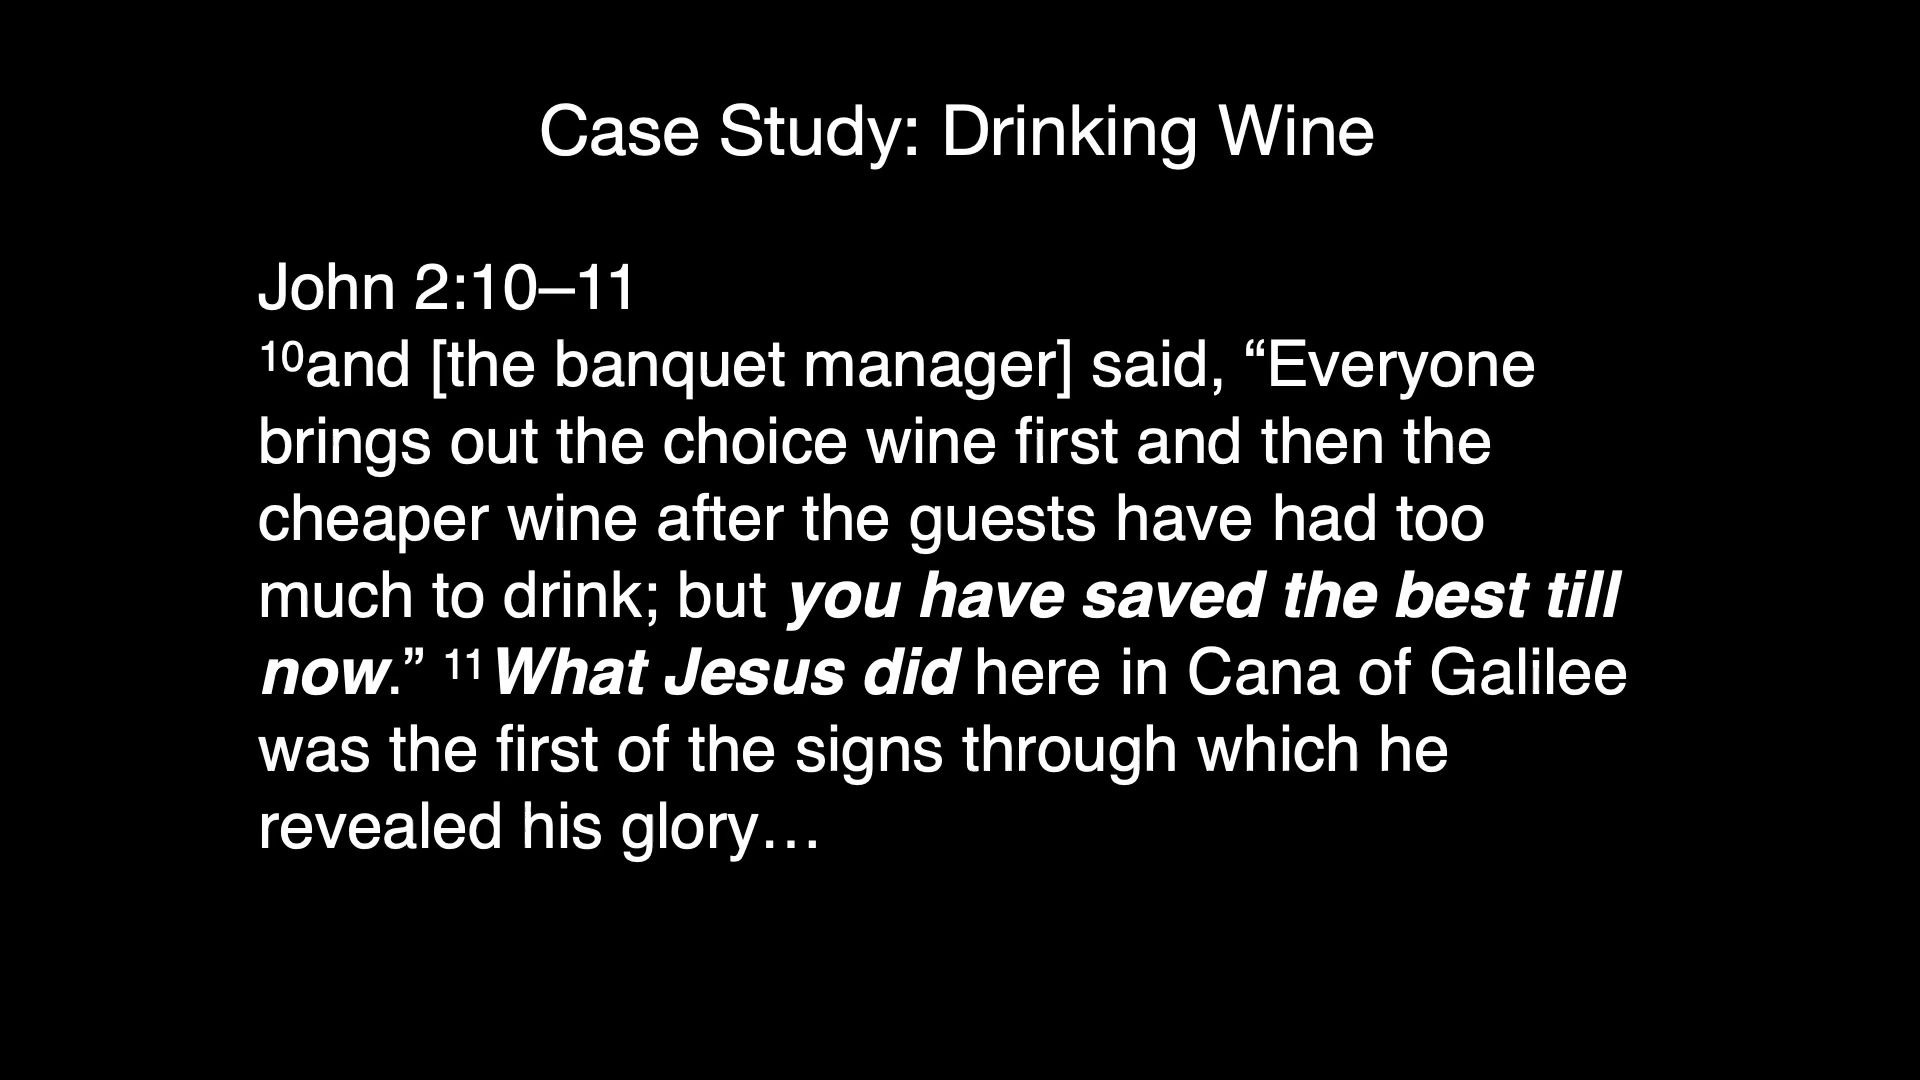 Case Study: Drinking Wine
John 2:10–11
¹⁰and [the banquet manager] said, “Everyone
brings out the choice wine first and then the
cheaper wine after the guests have had too
much to drink; but you have saved the best till
now.” ¹¹What Jesus did here in Cana of Galilee
was the first of the signs through which he
revealed his glory…